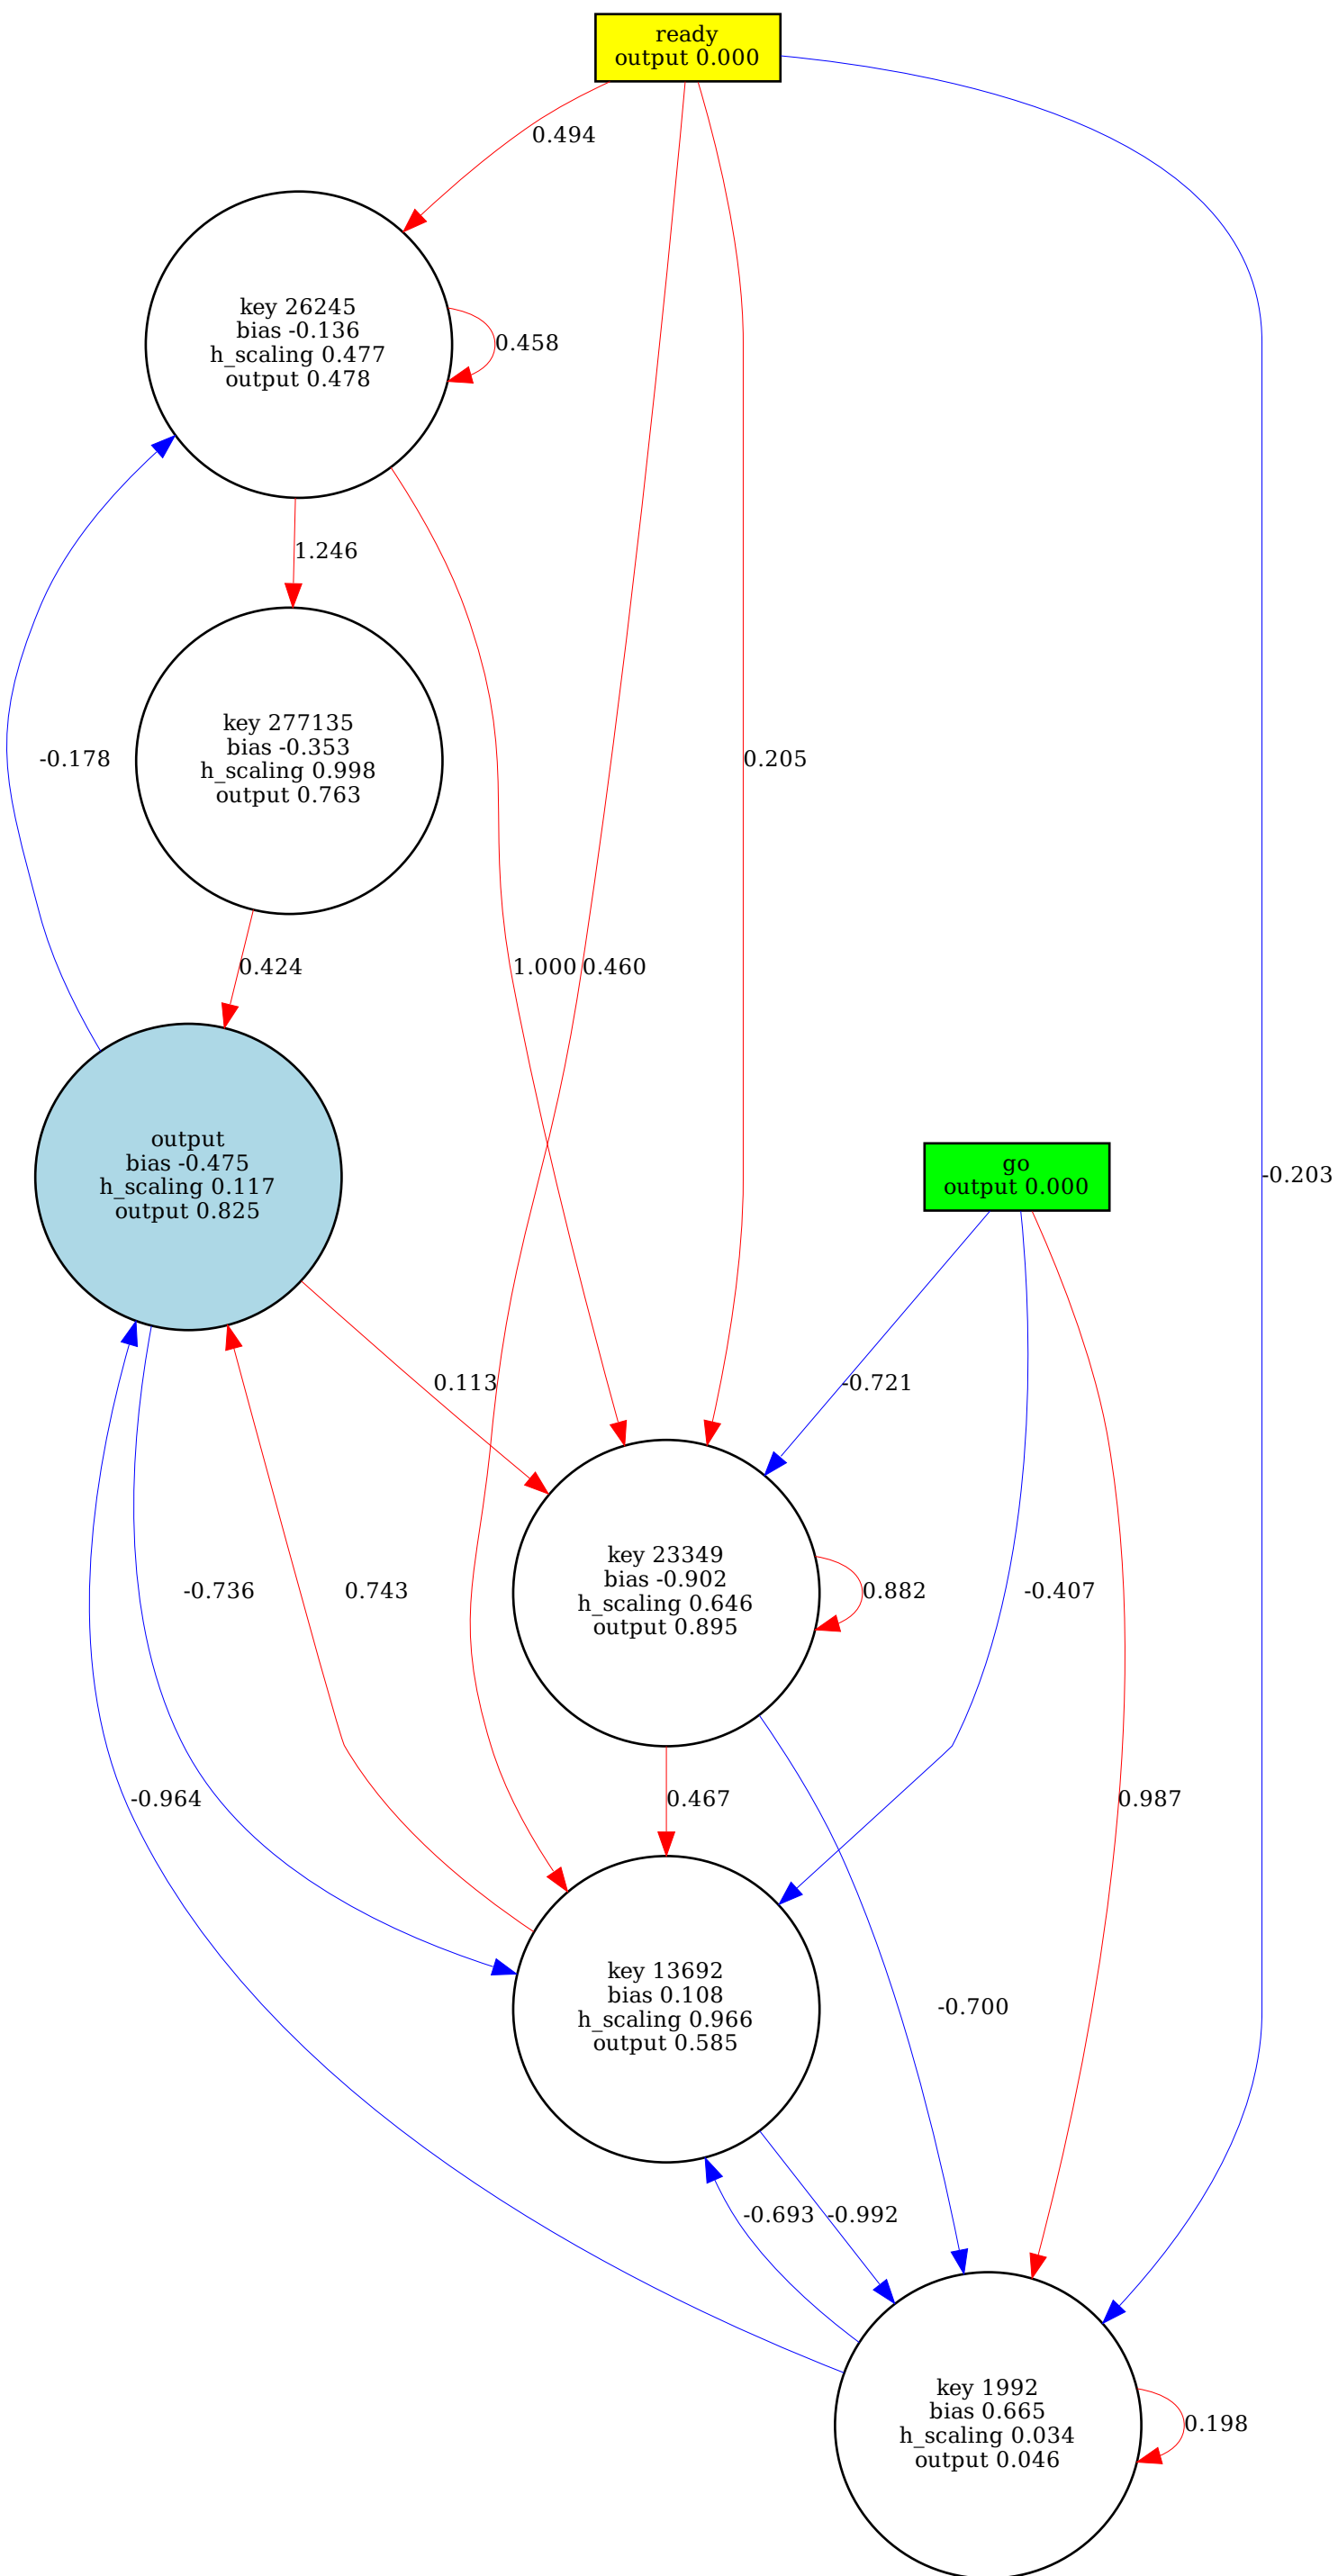 ready
output 0.000
0.494
key 26245
bias -0.136
h_scaling 0.477
output 0.478
0.458
1.246
key 277135
bias -0.353
h_scaling 0.998
output 0.763
-0.178
0.205
0.424
1.000
0.460
output
bias -0.475
h_scaling 0.117
output 0.825
go
output 0.000
-0.203
0.113
-0.721
key 23349
bias -0.902
h_scaling 0.646
output 0.895
-0.736
0.743
0.882
-0.407
-0.964
0.467
0.987
key 13692
bias 0.108
h_scaling 0.966
output 0.585
-0.700
-0.693
-0.992
key 1992
bias 0.665
h_scaling 0.034
output 0.046
0.198